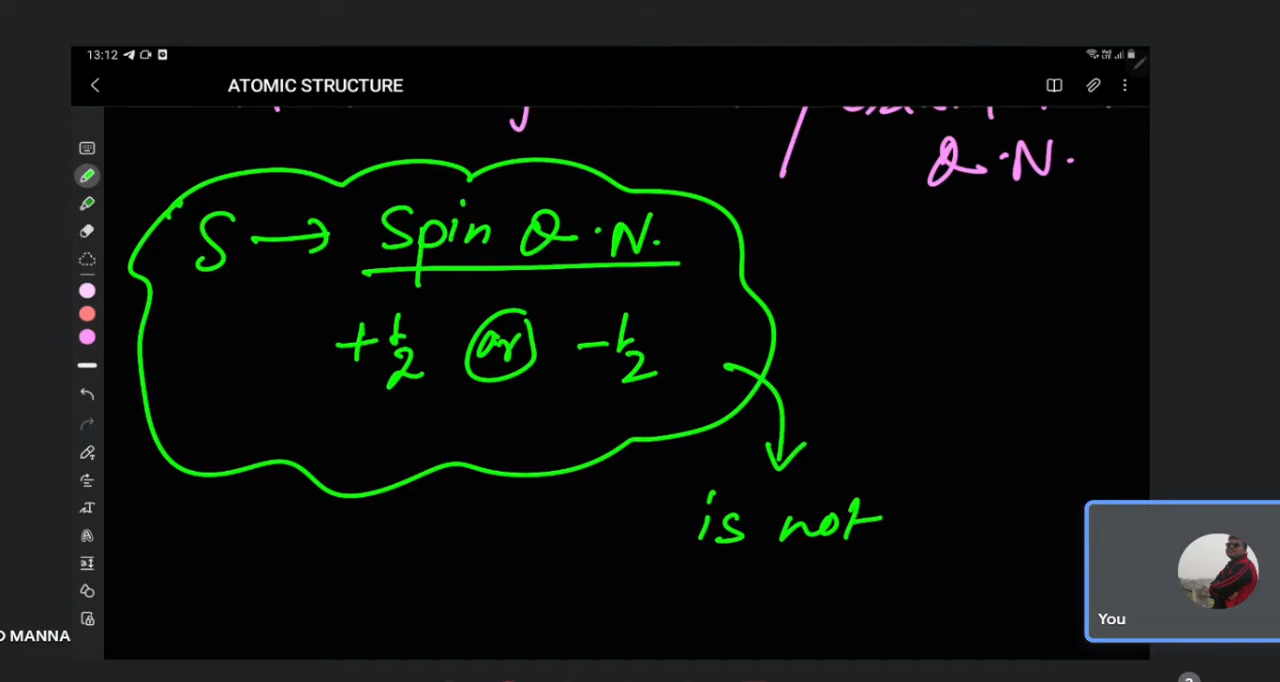 13:12
ATOMIC STRUCTURE
Q.N.
S → Spin Q.N.
+1/2 or -1/2
is not
You
MANNA